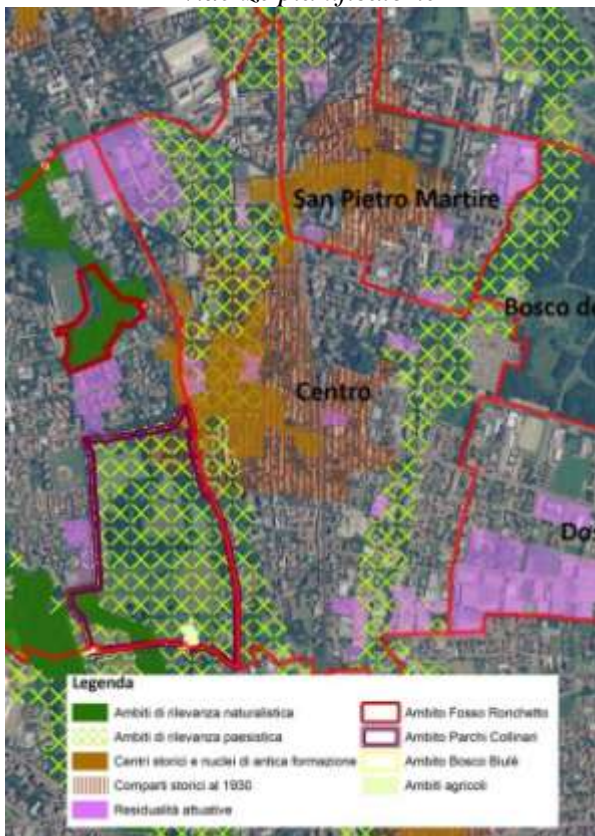 San Pietro Martire
Bosco de
Centro
Legenda
Ambiti di rilevanza naturalistica
Ambiti di rilevanza paesistica
Centri storici e nuclei di antica formazione
Comparti storici al 1930
Residualità attuative
Ambito Fosso Ronchetto
Ambito Parchi Collinari
Ambito Bosco Biulè
Ambiti agricoli